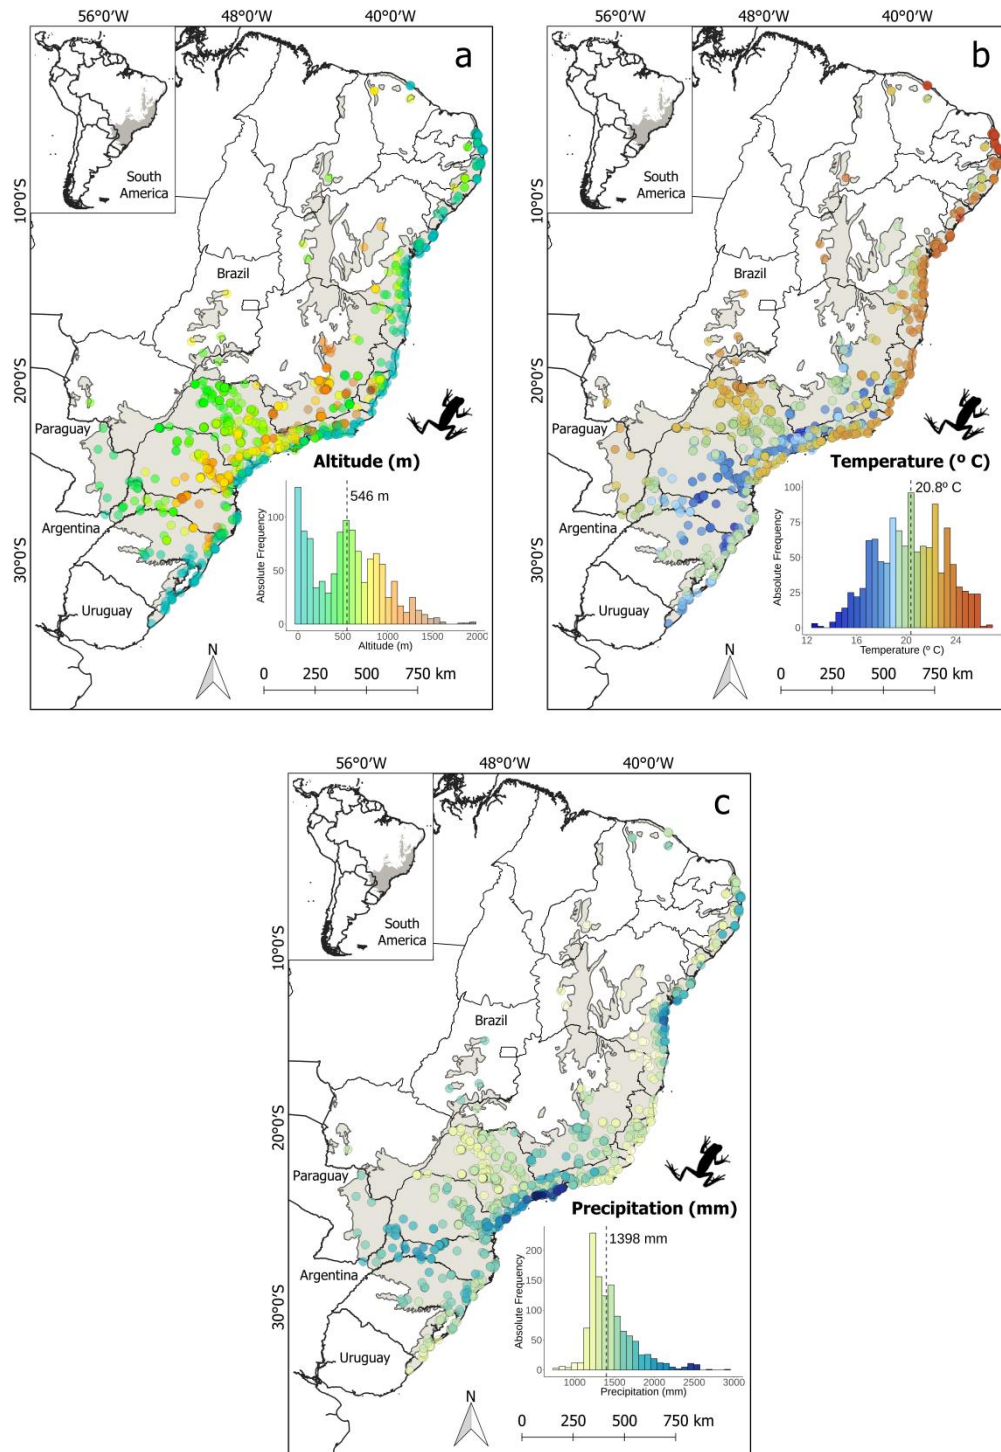 56°0'W 48°0'W 40°0'W
a
South
America
10°0'S
Brazil
20°0'S
Paraguay
Altitude (m)
546 m
Argentina
Absolute Frequency
100
50
0
30°0'S
Uruguay
0 500 1000 1500 2000
Altitude (m)
N
0 250 500 750 km
56°0'W 48°0'W 40°0'W
b
South
America
10°0'S
Brazil
20°0'S
Paraguay
Temperature (º C)
20.8º C
Argentina
Absolute Frequency
100
75
50
25
0
30°0'S
Uruguay
12 16 20 24
Temperature (º C)
N
0 250 500 750 km
56°0'W 48°0'W 40°0'W
c
South
America
10°0'S
Brazil
20°0'S
Paraguay
Precipitation (mm)
1398 mm
Argentina
Absolute Frequency
200
150
100
50
0
30°0'S
Uruguay
1000 1500 2000 2500 3000
Precipitation (mm)
N
0 250 500 750 km